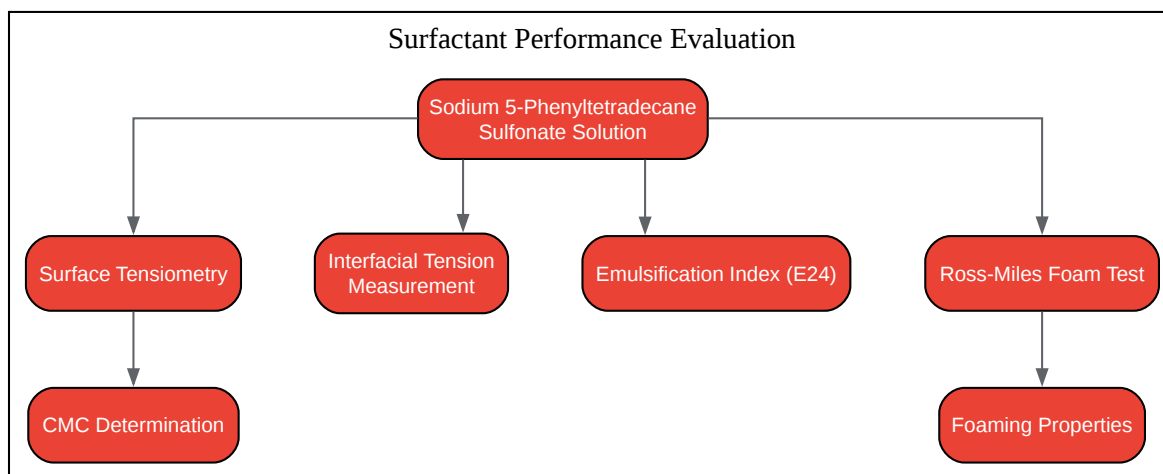 Surfactant Performance Evaluation
Sodium 5-Phenyltetradecane
Sulfonate Solution
Surface Tensiometry
Interfacial Tension
Measurement
Emulsification Index (E24)
Ross-Miles Foam Test
CMC Determination
Foaming Properties